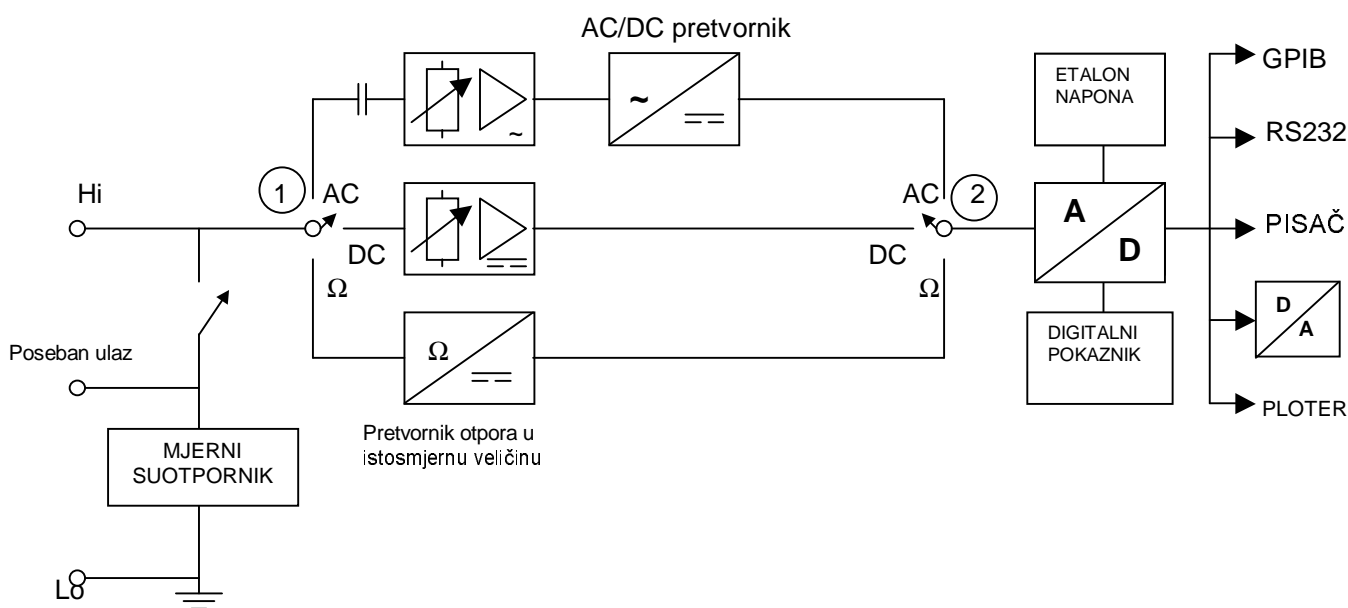 AC/DC pretvornik
~
~
ETALON
NAPONA
GPIB
RS232
Hi
1
AC
AC
2
A
D
PISAČ
DC
DC
Ω
Ω
D
A
Poseban ulaz
Ω
DIGITALNI
POKAZNIK
PLOTER
Pretvornik otpora u
istosmjernu veličinu
MJERNI
SUOTPORNIK
Lo